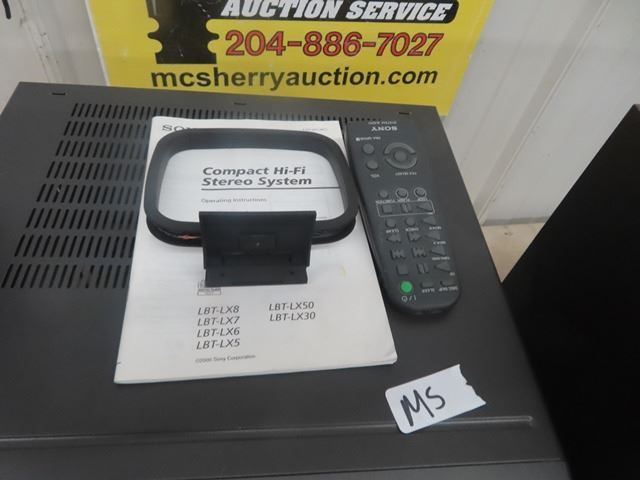 AUCTION SERVICE
204-886-7027
mcsherryauction.com
SONY
Compact Hi-Fi
Stereo System
Operating Instructions
LBT-LX8
LBT-LX7
LBT-LX6
LBT-LX5
LBT-LX50
LBT-LX30
©2000 Sony Corporation
SONY
MS